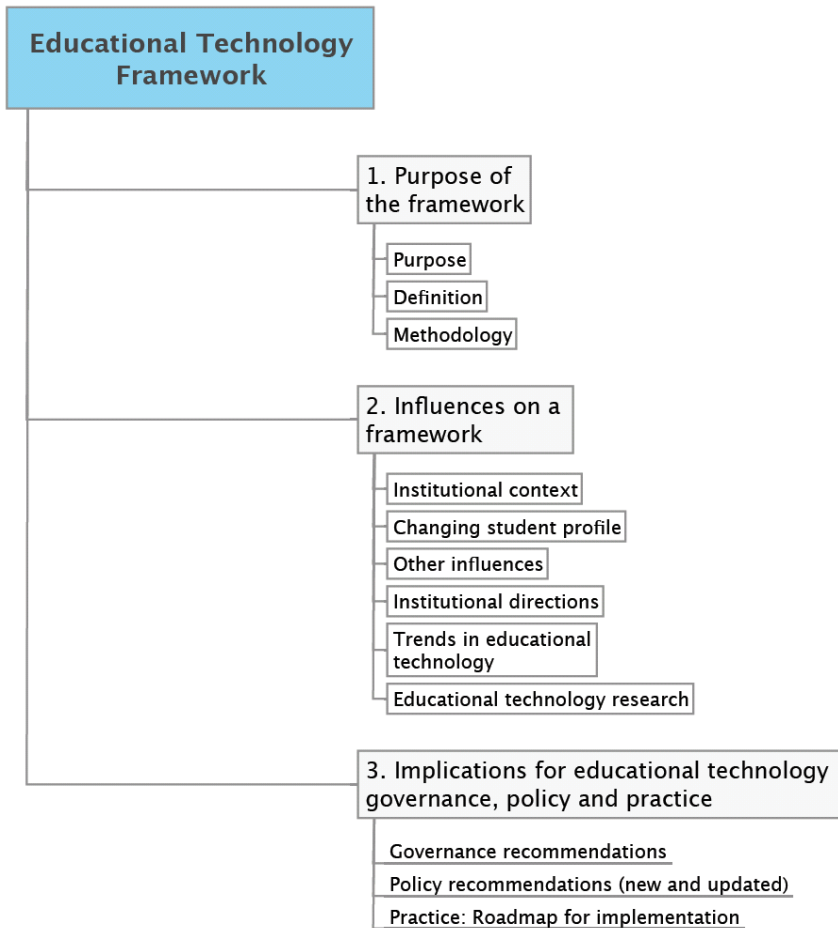 Educational Technology
Framework
1. Purpose of
the framework
Purpose
Definition
Methodology
2. Influences on a
framework
Institutional context
Changing student profile
Other influences
Institutional directions
Trends in educational
technology
Educational technology research
3. Implications for educational technology
governance, policy and practice
Governance recommendations
Policy recommendations (new and updated)
Practice: Roadmap for implementation